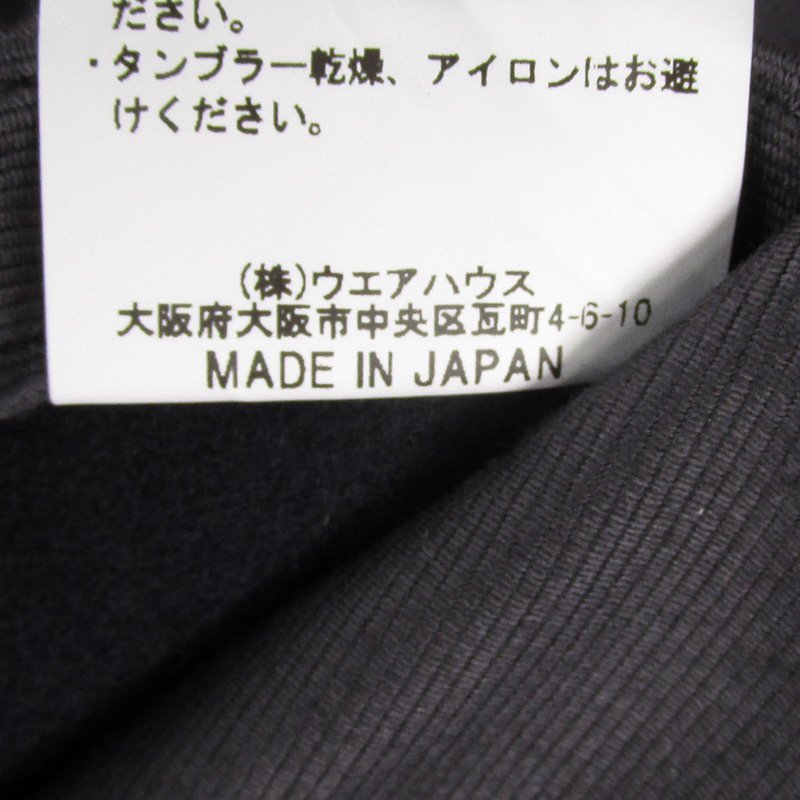 ださい。
・タンブラー乾燥、アイロンはお避
けください。
(株)ウエアハウス
大阪府大阪市中央区瓦町4-6-10
MADE IN JAPAN